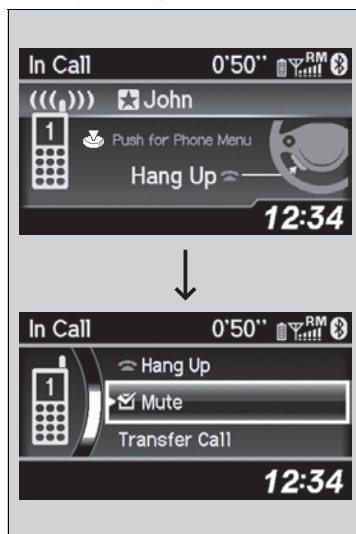 In Call 0'50'' RM
John
1
Push for Phone Menu
Hang Up
12:34
In Call 0'50'' RM
Hang Up
1
Mute
Transfer Call
12:34